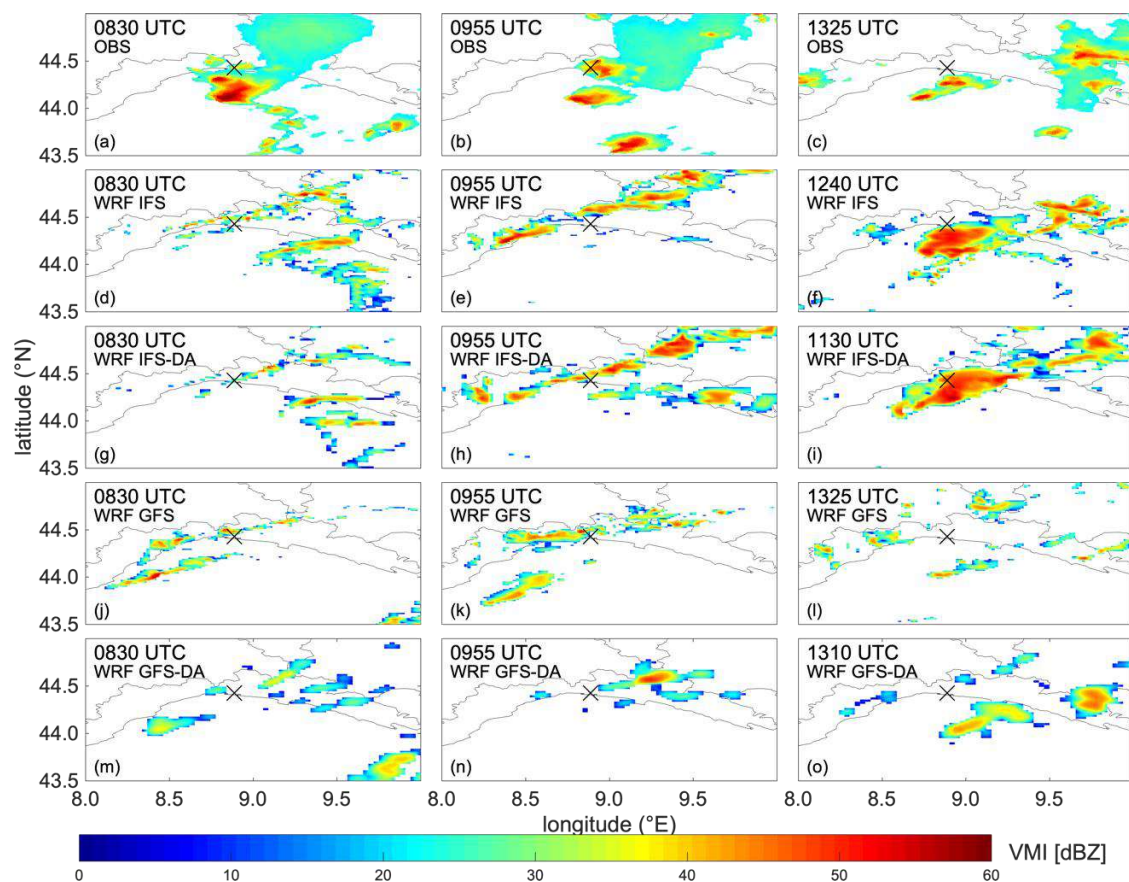 0830 UTC
OBS
(a)
0955 UTC
OBS
(b)
1325 UTC
OBS
(c)
44.5
44.0
43.5
0830 UTC
WRF IFS
(d)
0955 UTC
WRF IFS
(e)
1240 UTC
WRF IFS
(f)
44.5
44.0
43.5
0830 UTC
WRF IFS-DA
(g)
0955 UTC
WRF IFS-DA
(h)
1130 UTC
WRF IFS-DA
(i)
44.5
44.0
43.5
latitude (°N)
0830 UTC
WRF GFS
(j)
0955 UTC
WRF GFS
(k)
1325 UTC
WRF GFS
(l)
44.5
44.0
43.5
0830 UTC
WRF GFS-DA
(m)
0955 UTC
WRF GFS-DA
(n)
1310 UTC
WRF GFS-DA
(o)
44.5
44.0
43.5
8.0 8.5 9.0 9.5 8.0 8.5 9.0 9.5 8.0 8.5 9.0 9.5
longitude (°E)
VMI [dBZ]
0 10 20 30 40 50 60